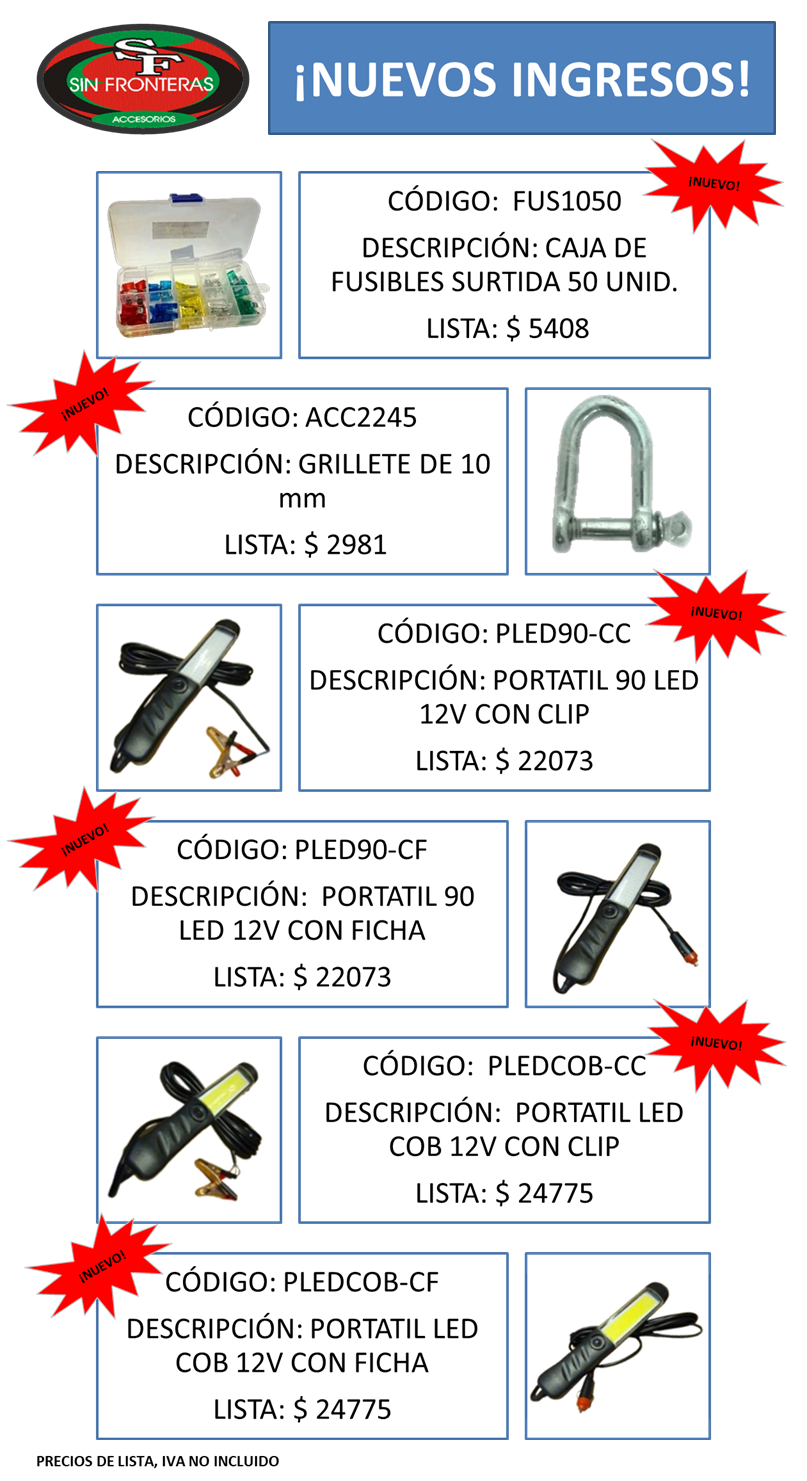 SF
SIN FRONTERAS
ACCESORIOS
¡NUEVOS INGRESOS!
¡NUEVO!
CÓDIGO:  FUS1050
DESCRIPCIÓN: CAJA DE
FUSIBLES SURTIDA 50 UNID.
LISTA: $ 5408
¡NUEVO!
CÓDIGO: ACC2245
DESCRIPCIÓN: GRILLETE DE 10
mm
LISTA: $ 2981
¡NUEVO!
CÓDIGO: PLED90-CC
DESCRIPCIÓN: PORTATIL 90 LED
12V CON CLIP
LISTA: $ 22073
¡NUEVO!
CÓDIGO: PLED90-CF
DESCRIPCIÓN:  PORTATIL 90
LED 12V CON FICHA
LISTA: $ 22073
¡NUEVO!
CÓDIGO:  PLEDCOB-CC
DESCRIPCIÓN:  PORTATIL LED
COB 12V CON CLIP
LISTA: $ 24775
¡NUEVO!
CÓDIGO: PLEDCOB-CF
DESCRIPCIÓN: PORTATIL LED
COB 12V CON FICHA
LISTA: $ 24775
PRECIOS DE LISTA, IVA NO INCLUIDO